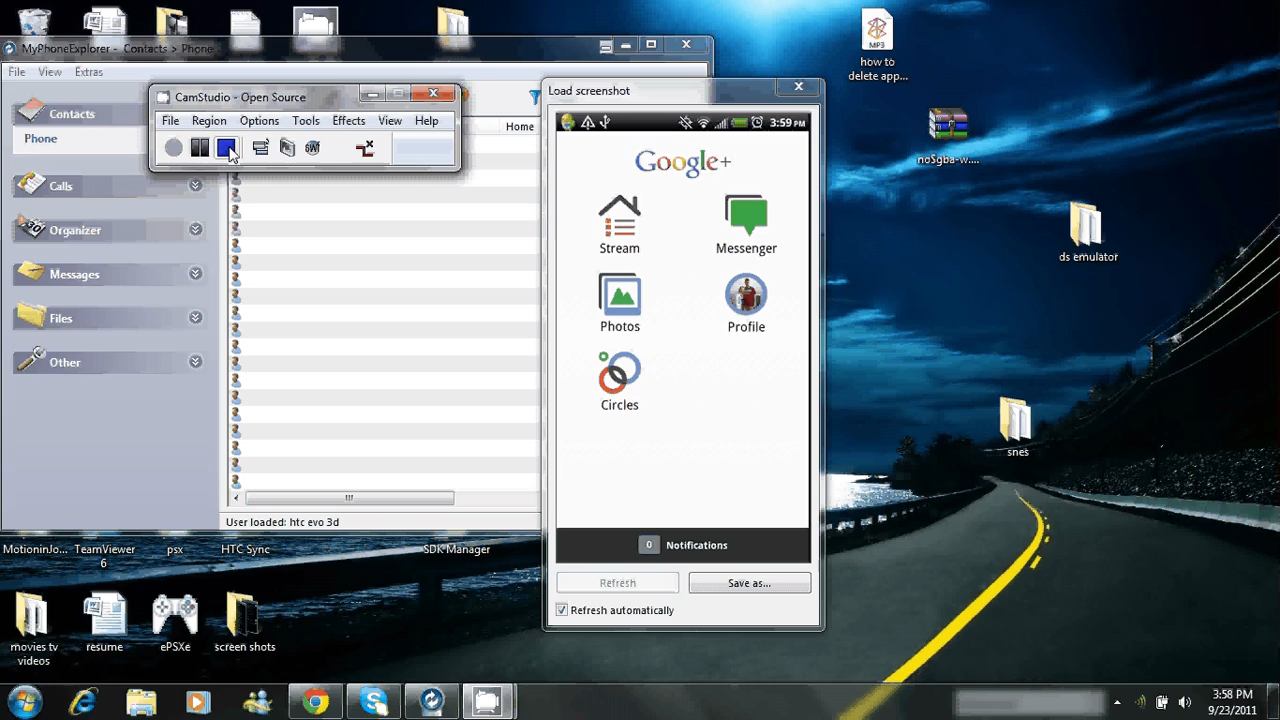 MyPhoneExplorer - Contacts > Phone
File View Extras
Contacts
Phone
Calls
Organizer
Messages
Files
Other
CamStudio - Open Source
File Region Options Tools Effects View Help
Home
User loaded: htc evo 3d
Load screenshot
3:59 PM
Google+
Stream
Messenger
Photos
Profile
Circles
0 Notifications
Refresh
Save as...
Refresh automatically
MP3
how to
delete app...
no$gba-w....
ds emulator
snes
MotioninJo...
TeamViewer
6
psx
HTC Sync
SDK Manager
movies tv
videos
resume
ePSXe
screen shots
3:58 PM
9/23/2011